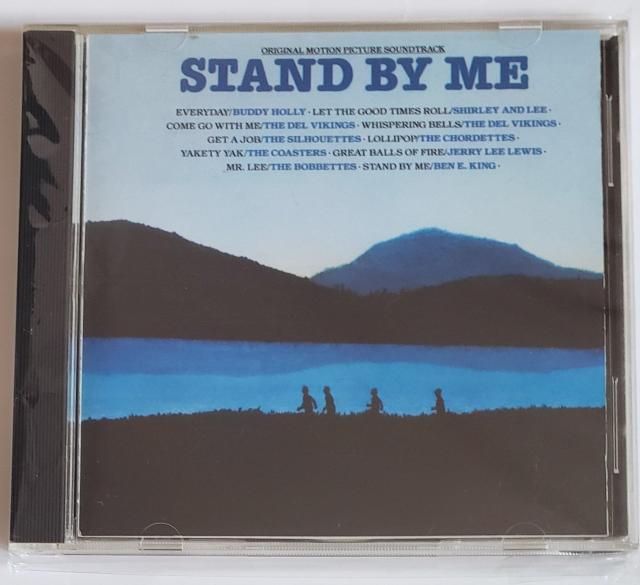 ORIGINAL MOTION PICTURE SOUNDTRACK
STAND BY ME
EVERYDAY/BUDDY HOLLY · LET THE GOOD TIMES ROLL/SHIRLEY AND LEE ·
COME GO WITH ME/THE DEL VIKINGS · WHISPERING BELLS/THE DEL VIKINGS ·
GET A JOB/THE SILHOUETTES · LOLLIPOP/THE CHORDETTES ·
YAKETY YAK/THE COASTERS · GREAT BALLS OF FIRE/JERRY LEE LEWIS ·
MR. LEE/THE BOBBETTES · STAND BY ME/BEN E. KING ·